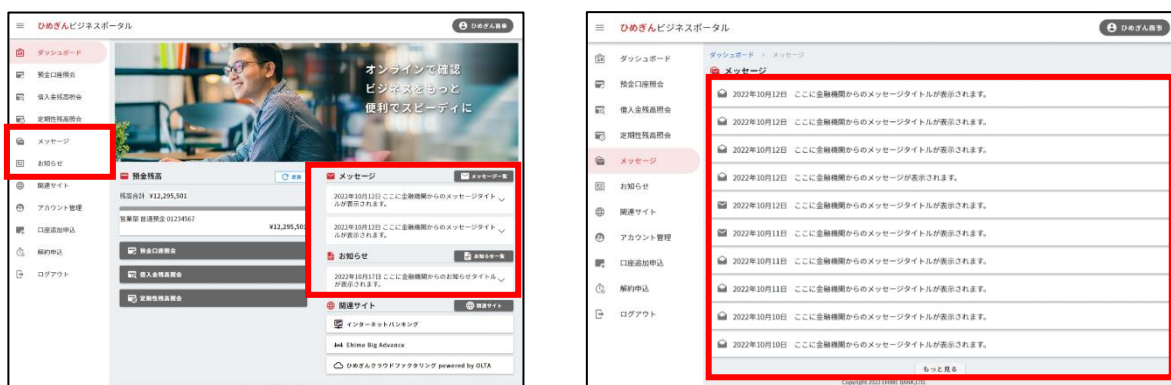 ひめぎんビジネスポータル
ひめぎん商事
ダッシュボード
預金口座照会
借入金残高照会
定期性残高照会
メッセージ
お知らせ
関連サイト
アカウント管理
口座追加申込
解約申込
ログアウト
オンラインで確認
ビジネスをもっと
便利でスピーディに
預金残高
更新
残高合計 ¥12,295,501
営業部 普通預金 01234567
¥12,295,501
預金口座照会
借入金残高照会
定期性残高照会
メッセージ
メッセージ一覧
2022年10月12日 ここに金融機関からのメッセージタイト
ルが表示されます。
2022年10月12日 ここに金融機関からのメッセージタイト
ルが表示されます。
お知らせ
お知らせ一覧
2022年10月17日 ここに金融機関からのお知らせタイトル
が表示されます。
関連サイト
関連サイト
インターネットバンキング
Ehime Big Advance
ひめぎんクラウドファクタリング powered by OLTA
ひめぎんビジネスポータル
ひめぎん商事
ダッシュボード
預金口座照会
借入金残高照会
定期性残高照会
メッセージ
お知らせ
関連サイト
アカウント管理
口座追加申込
解約申込
ログアウト
ダッシュボード > メッセージ
メッセージ
2022年10月12日 ここに金融機関からのメッセージタイトルが表示されます。
2022年10月12日 ここに金融機関からのメッセージタイトルが表示されます。
2022年10月12日 ここに金融機関からのメッセージタイトルが表示されます。
2022年10月12日 ここに金融機関からのメッセージが表示されます。
2022年10月12日 ここに金融機関からのメッセージタイトルが表示されます。
2022年10月11日 ここに金融機関からのメッセージタイトルが表示されます。
2022年10月11日 ここに金融機関からのメッセージタイトルが表示されます。
2022年10月11日 ここに金融機関からのメッセージタイトルが表示されます。
2022年10月10日 ここに金融機関からのメッセージタイトルが表示されます。
2022年10月10日 ここに金融機関からのメッセージタイトルが表示されます。
もっと見る
Copyright 2022 EHIME BANK,LTD.